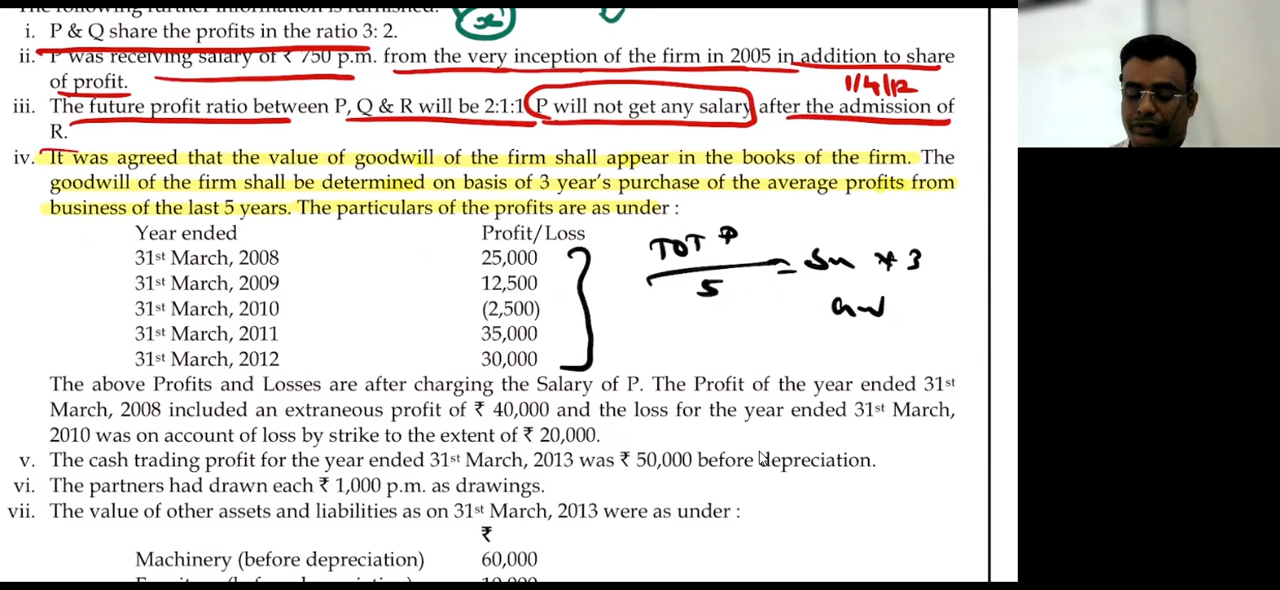 The following further information is furnished:
i. P & Q share the profits in the ratio 3: 2.
ii. P was receiving salary of ₹ 750 p.m. from the very inception of the firm in 2005 in addition to share
of profit.
1/4/12
iii. The future profit ratio between P, Q & R will be 2:1:1 P will not get any salary after the admission of
R.
iv. It was agreed that the value of goodwill of the firm shall appear in the books of the firm. The
goodwill of the firm shall be determined on basis of 3 year's purchase of the average profits from
business of the last 5 years. The particulars of the profits are as under :
Year ended Profit/Loss
31st March, 2008 25,000
31st March, 2009 12,500
31st March, 2010 (2,500)
31st March, 2011 35,000
31st March, 2012 30,000
TOT P
5
= * 3
The above Profits and Losses are after charging the Salary of P. The Profit of the year ended 31st
March, 2008 included an extraneous profit of ₹ 40,000 and the loss for the year ended 31st March,
2010 was on account of loss by strike to the extent of ₹ 20,000.
v. The cash trading profit for the year ended 31st March, 2013 was ₹ 50,000 before depreciation.
vi. The partners had drawn each ₹ 1,000 p.m. as drawings.
vii. The value of other assets and liabilities as on 31st March, 2013 were as under :
₹
Machinery (before depreciation) 60,000